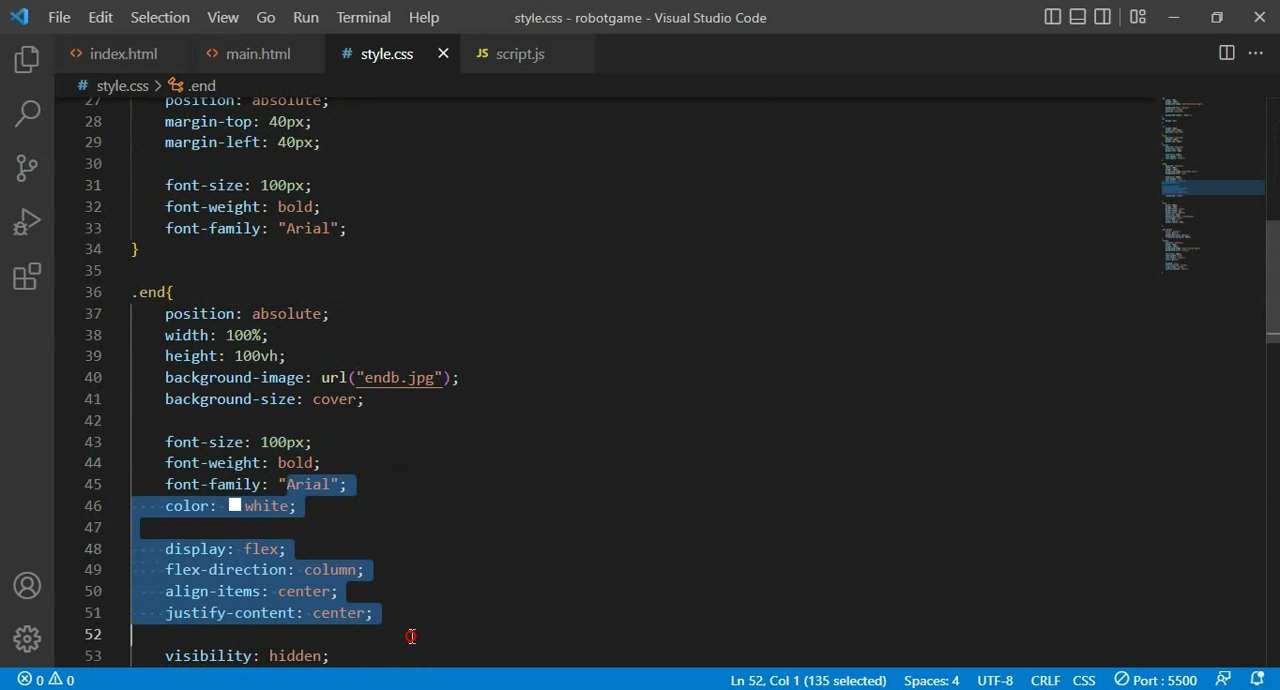 File Edit Selection View Go Run Terminal Help style.css - robotgame - Visual Studio Code
<> index.html <> main.html # style.css × JS script.js ···
# style.css > .end
27 position: absolute;
28 margin-top: 40px;
29 margin-left: 40px;
30
31 font-size: 100px;
32 font-weight: bold;
33 font-family: "Arial";
34 }
35
36 .end{
37 position: absolute;
38 width: 100%;
39 height: 100vh;
40 background-image: url("endb.jpg");
41 background-size: cover;
42
43 font-size: 100px;
44 font-weight: bold;
45 font-family: "Arial";
46 color: white;
47
48 display: flex;
49 flex-direction: column;
50 align-items: center;
51 justify-content: center;
52
53 visibility: hidden;
0 0 Ln 52, Col 1 (135 selected) Spaces: 4 UTF-8 CRLF CSS Port : 5500